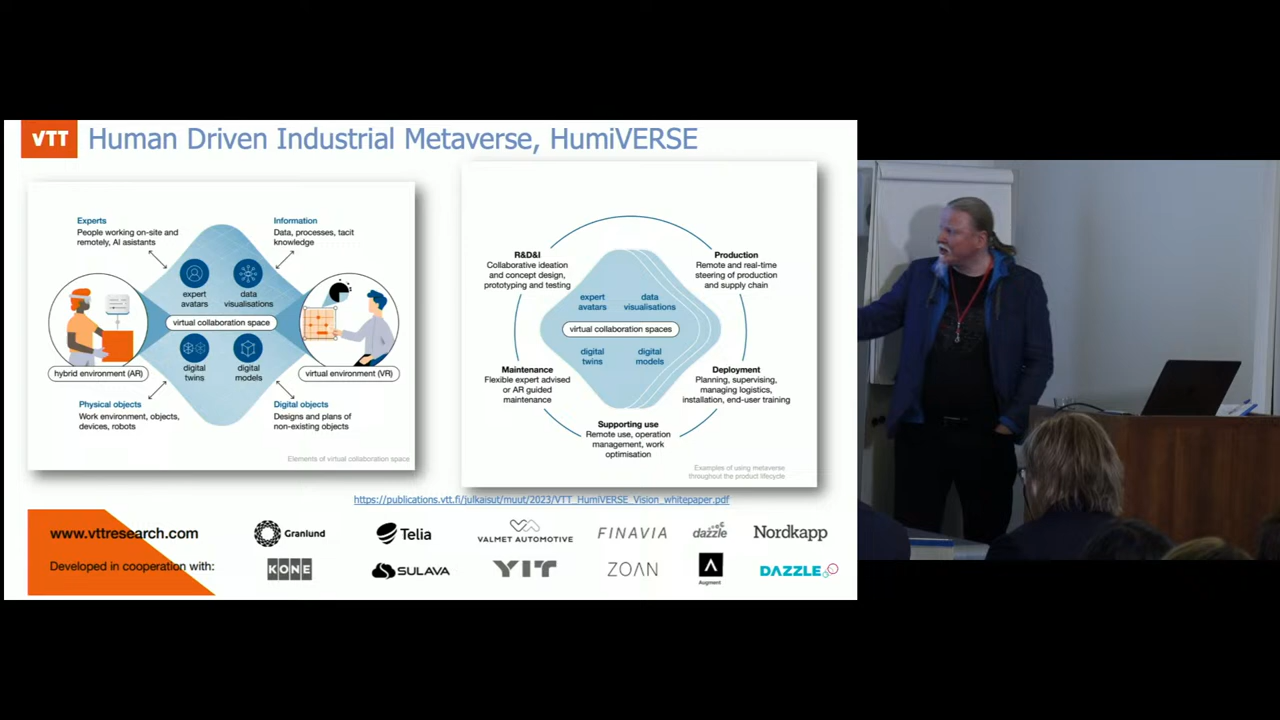 VTT
Human Driven Industrial Metaverse, HumiVERSE
Experts
People working on-site and
remotely, AI asistants
Information
Data, processes, tacit
knowledge
expert
avatars
data
visualisations
virtual collaboration space
digital
twins
digital
models
hybrid environment (AR)
virtual environment (VR)
Physical objects
Work environment, objects,
devices, robots
Digital objects
Designs and plans of
non-existing objects
Elements of virtual collaboration space
R&D&I
Collaborative ideation
and concept design,
prototyping and testing
Production
Remote and real-time
steering of production
and supply chain
expert
avatars
data
visualisations
virtual collaboration spaces
digital
twins
digital
models
Maintenance
Flexible expert advised
or AR guided
maintenance
Deployment
Planning, supervising,
managing logistics,
installation, end-user training
Supporting use
Remote use, operation
management, work
optimisation
Examples of using metaverse
throughout the product lifecycle
https://publications.vtt.fi/julkaisut/muut/2023/VTT_HumiVERSE_Vision_whitepaper.pdf
www.vttresearch.com
Developed in cooperation with:
Granlund
Telia
VALMET AUTOMOTIVE
FINAVIA
dazzle
Nordkapp
KONE
SULAVA
YIT
ZOAN
Augment
DAZZLE